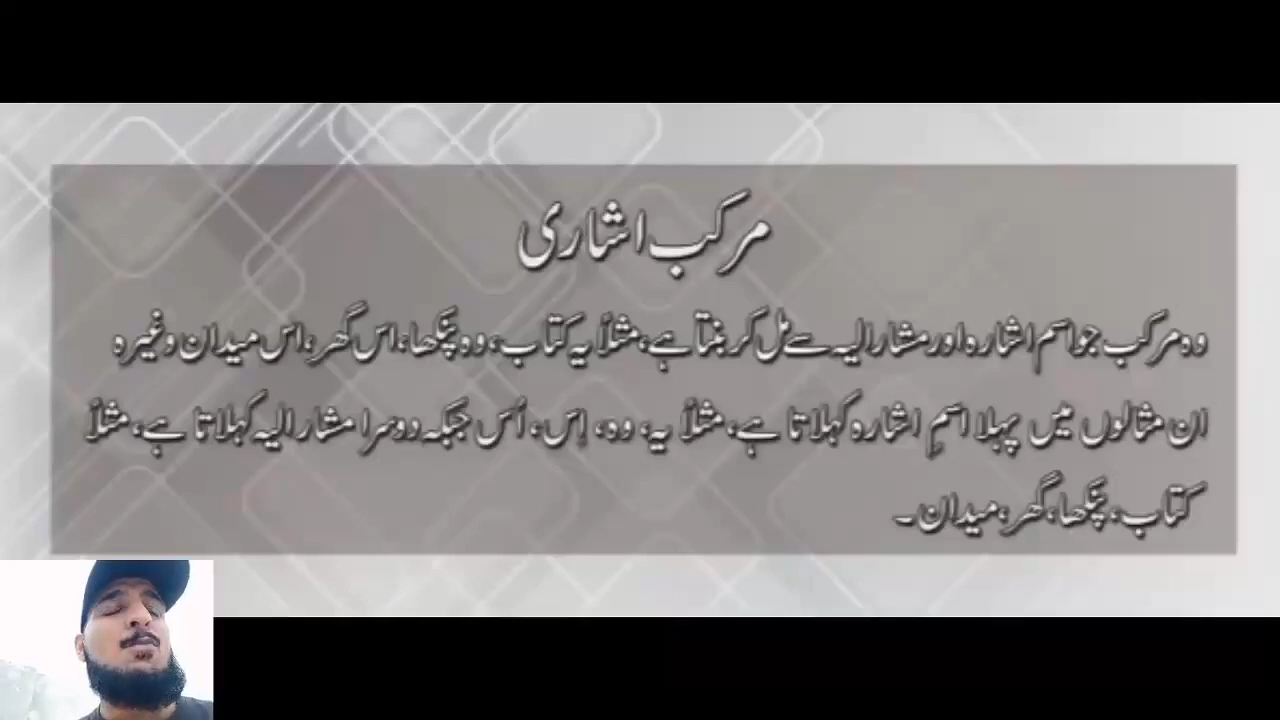 مرکب اشاری
وہ مرکب جو اسم اشارہ اور مشار الیہ سے مل کر بنتا ہے، مثلاً یہ کتاب، وہ پنکھا، اس گھر، اس میدان وغیرہ
ان مثالوں میں پہلا اسمِ اشارہ کہلاتا ہے، مثلاً یہ، وہ، اِس، اُس جبکہ دوسرا مشار الیہ کہلاتا ہے، مثلاً
کتاب، پنکھا، گھر، میدان۔